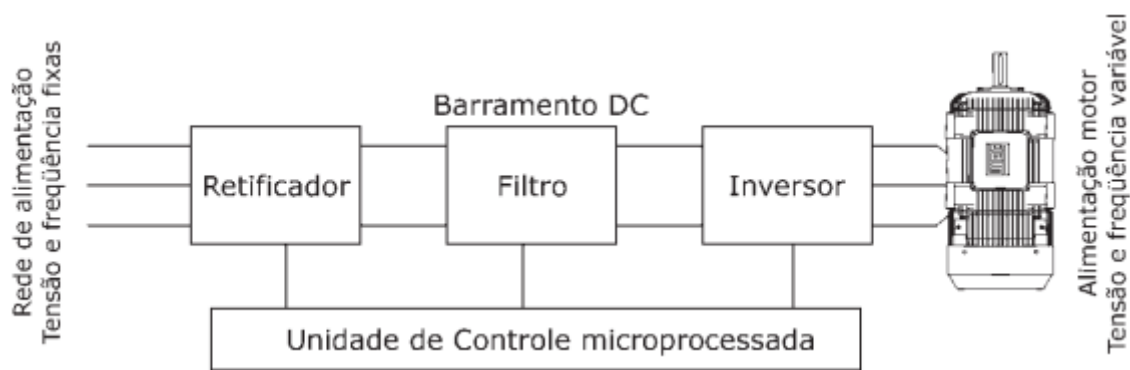 Rede de alimentação
Tensão e freqüência fixas
Barramento DC
Retificador
Filtro
Inversor
Unidade de Controle microprocessada
Alimentação motor
Tensão e freqüência variável